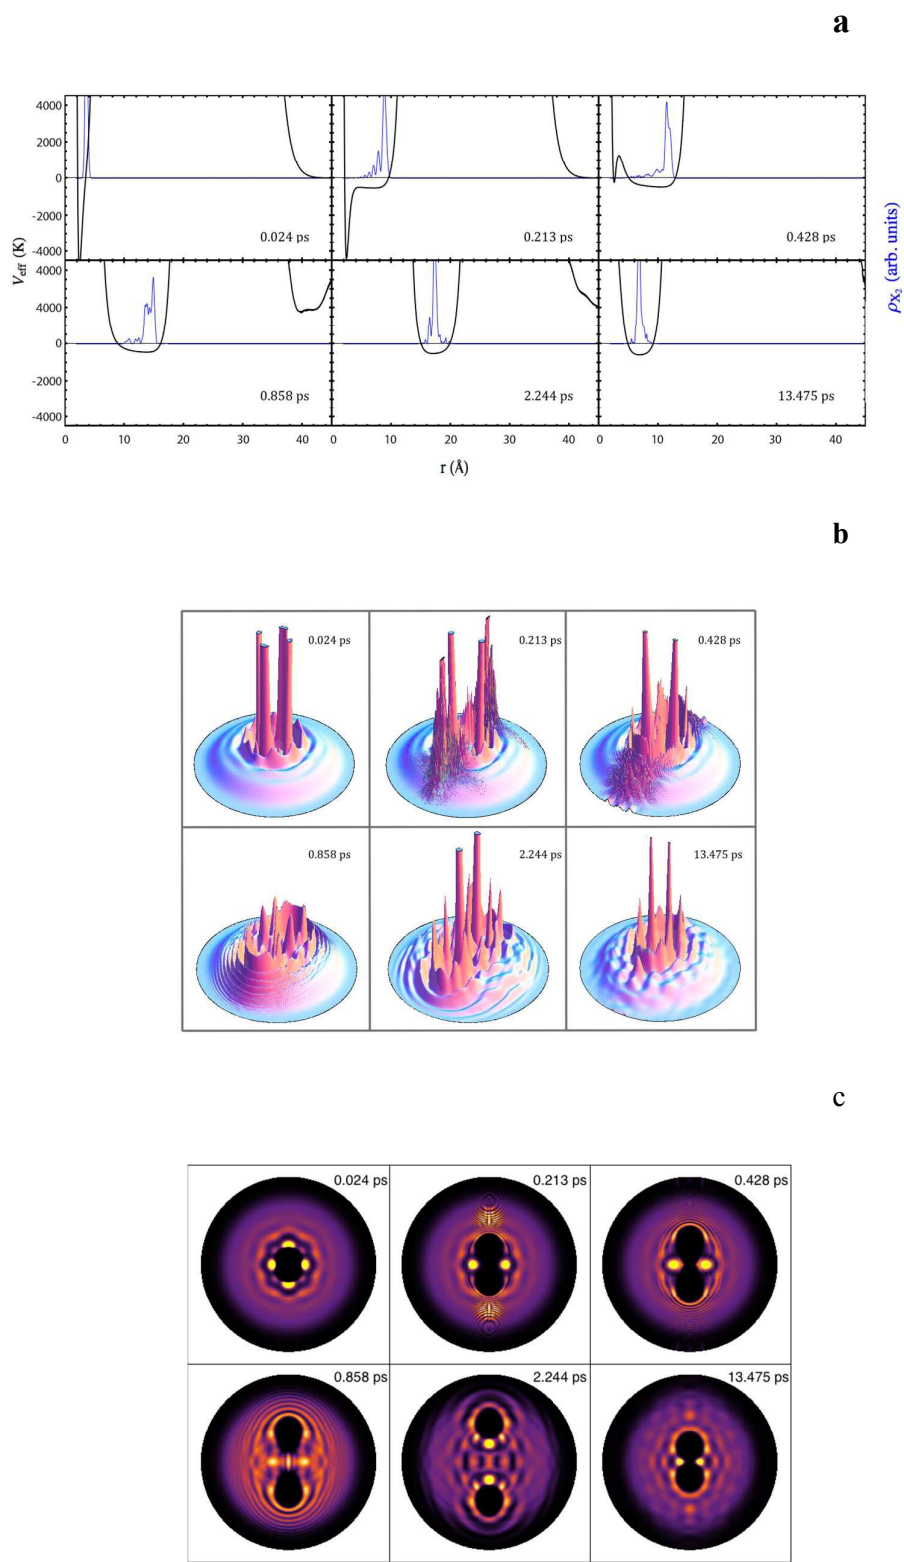 a
4000
2000
0
-2000
-4000
0.024 ps
0.213 ps
0.428 ps
V_eff (K)
ρ_X₂ (arb. units)
4000
4000
0
-2000
-4000
0.858 ps
2.244 ps
13.475 ps
0 10 20 30 40 0 10 20 30 40 0 10 20 30 40
r (Å)
b
0.024 ps
0.213 ps
0.428 ps
0.858 ps
2.244 ps
13.475 ps
c
0.024 ps
0.213 ps
0.428 ps
0.858 ps
2.244 ps
13.475 ps